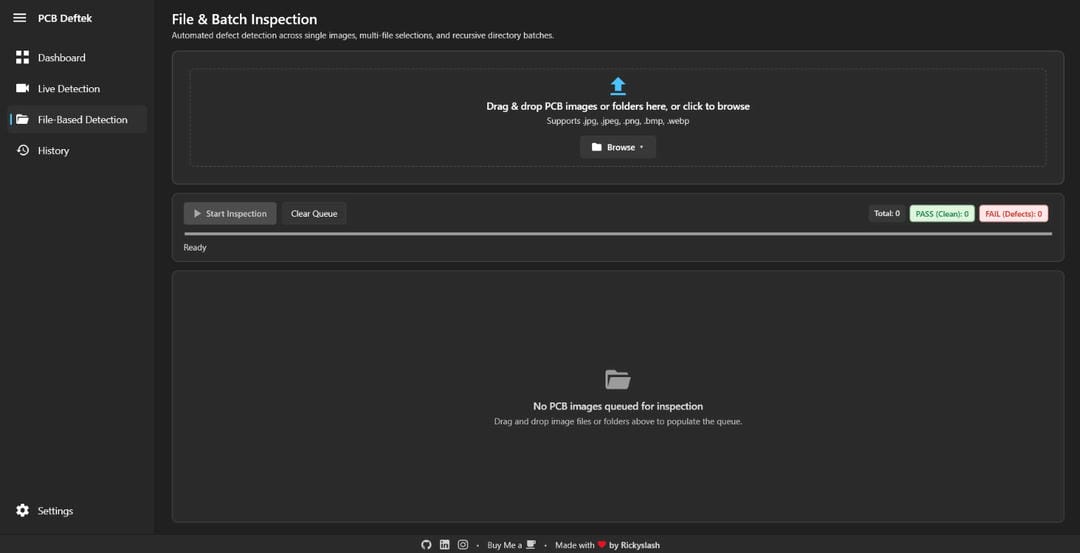 PCB Deftek
Dashboard
Live Detection
File-Based Detection
History
Settings
File & Batch Inspection
Automated defect detection across single images, multi-file selections, and recursive directory batches.
Drag & drop PCB images or folders here, or click to browse
Supports .jpg, .jpeg, .png, .bmp, .webp
Browse
Start Inspection
Clear Queue
Total: 0
PASS (Clean): 0
FAIL (Defects): 0
Ready
No PCB images queued for inspection
Drag and drop image files or folders above to populate the queue.
Buy Me a
Made with ❤ by Rickyslash